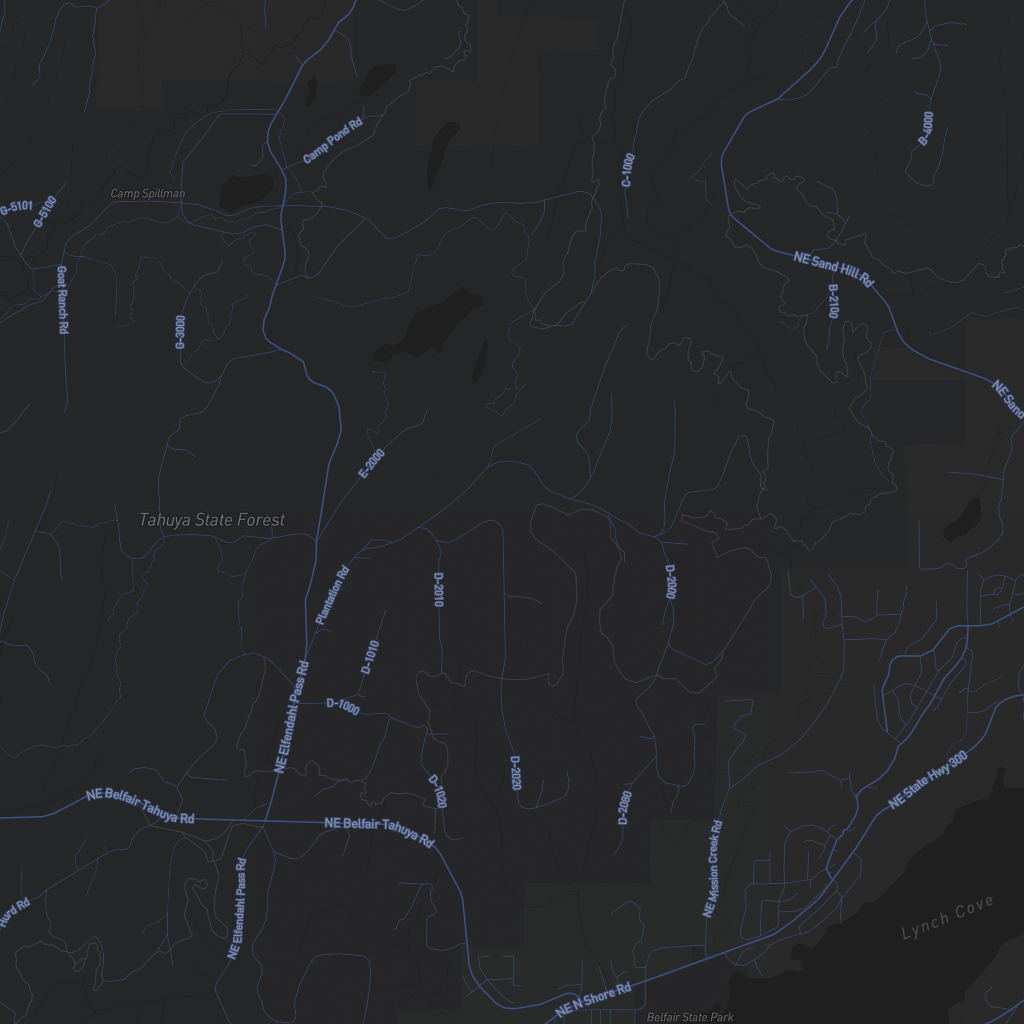 B-4000
Camp Pond Rd
C-1000
Camp Spillman
G-5101
G-5100
NE Sand Hill Rd
Goat Ranch Rd
B-2100
G-3000
NE Sand
E-2000
Tahuya State Forest
Plantation Rd
D-2010
D-2000
D-1010
NE Elfendahl Pass Rd
D-1000
D-2020
NE State Hwy 300
D-1020
NE Belfair Tahuya Rd
D-2080
NE Belfair Tahuya Rd
NE Mission Creek Rd
NE Elfendahl Pass Rd
Hurd Rd
Lynch Cove
NE N Shore Rd
Belfair State Park